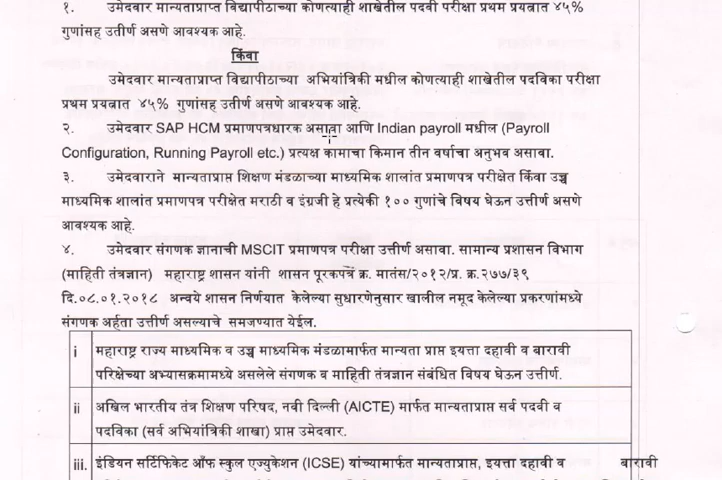 १. उमेदवार मान्यताप्राप्त विद्यापीठाच्या कोणत्याही शाखेतील पदवी परीक्षा प्रथम प्रयत्नात ४५%
गुणांसह उतीर्ण असणे आवश्यक आहे.
किंवा
उमेदवार मान्यताप्राप्त विद्यापीठाच्या अभियांत्रिकी मधील कोणत्याही शाखेतील पदविका परीक्षा
प्रथम प्रयत्नात ४५% गुणांसह उतीर्ण असणे आवश्यक आहे.
२. उमेदवार SAP HCM प्रमाणपत्रधारक असावा आणि Indian payroll मधील (Payroll
Configuration, Running Payroll etc.) प्रत्यक्ष कामाचा किमान तीन वर्षाचा अनुभव असावा.
३. उमेदवाराने मान्यताप्राप्त शिक्षण मंडळाच्या माध्यमिक शालांत प्रमाणपत्र परीक्षेत किंवा उच्च
माध्यमिक शालांत प्रमाणपत्र परीक्षेत मराठी व इंग्रजी हे प्रत्येकी १०० गुणांचे विषय घेऊन उत्तीर्ण असणे
आवश्यक आहे.
४. उमेदवार संगणक ज्ञानाची MSCIT प्रमाणपत्र परीक्षा उत्तीर्ण असावा. सामान्य प्रशासन विभाग
(माहिती तंत्रज्ञान) महाराष्ट्र शासन यांनी शासन पूरकपत्रे क्र. मातंस/२०१२/प्र. क्र.२७७/३९
दि.०८.०१.२०१८ अन्वये शासन निर्णयात केलेल्या सुधारणेनुसार खालील नमूद केलेल्या प्रकरणांमध्ये
संगणक अर्हता उत्तीर्ण असल्याचे समजण्यात येईल.
i महाराष्ट्र राज्य माध्यमिक व उच्च माध्यमिक मंडळामार्फत मान्यता प्राप्त इयत्ता दहावी व बारावी
परिक्षेच्या अभ्यासक्रमामध्ये असलेले संगणक व माहिती तंत्रज्ञान संबंधित विषय घेऊन उत्तीर्ण.
ii अखिल भारतीय तंत्र शिक्षण परिषद, नवी दिल्ली (AICTE) मार्फत मान्यताप्राप्त सर्व पदवी व
पदविका (सर्व अभियांत्रिकी शाखा) प्राप्त उमेदवार.
iii. इंडियन सर्टिफिकेट ऑफ स्कुल एज्युकेशन (ICSE) यांच्यामार्फत मान्यताप्राप्त, इयत्ता दहावी व बारावी